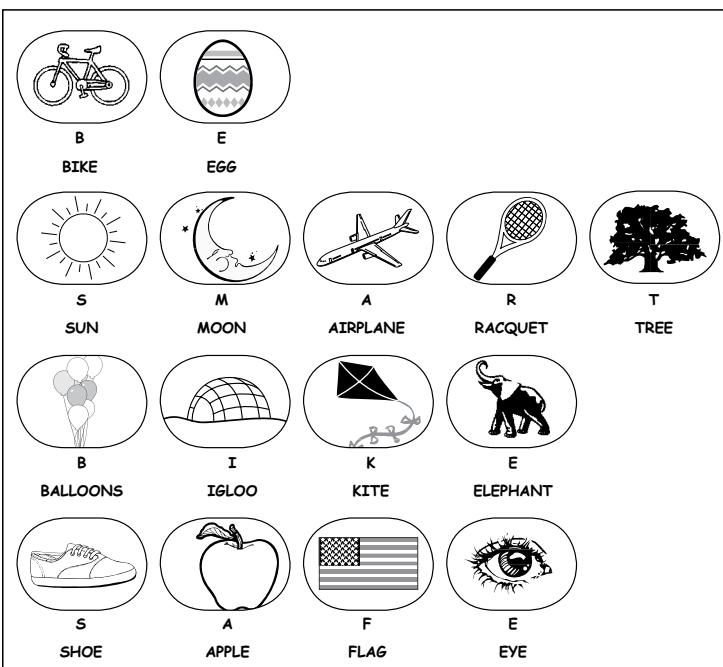 B E
BIKE EGG
S M A R T
SUN MOON AIRPLANE RACQUET TREE
B I K E
BALLOONS IGLOO KITE ELEPHANT
S A F E
SHOE APPLE FLAG EYE